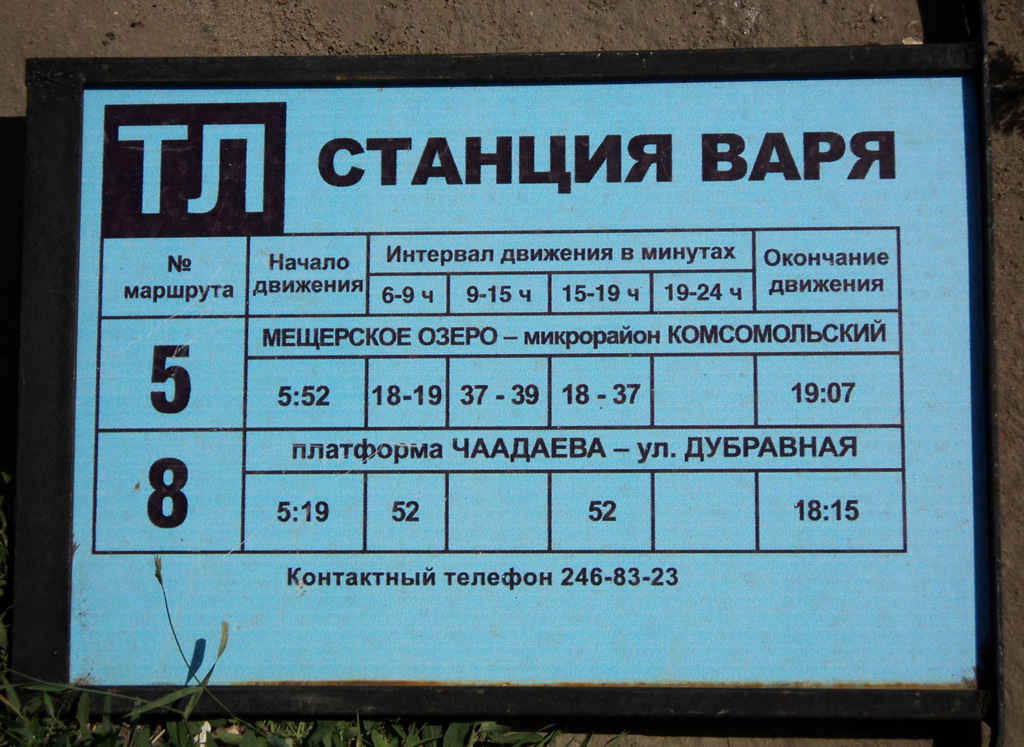 ТЛ СТАНЦИЯ ВАРЯ
№ маршрута Начало движения Интервал движения в минутах Окончание движения
6-9 ч 9-15 ч 15-19 ч 19-24 ч
5 МЕЩЕРСКОЕ ОЗЕРО – микрорайон КОМСОМОЛЬСКИЙ
5:52 18-19 37 - 39 18 - 37 19:07
8 платформа ЧААДАЕВА – ул. ДУБРАВНАЯ
5:19 52 52 18:15
Контактный телефон 246-83-23